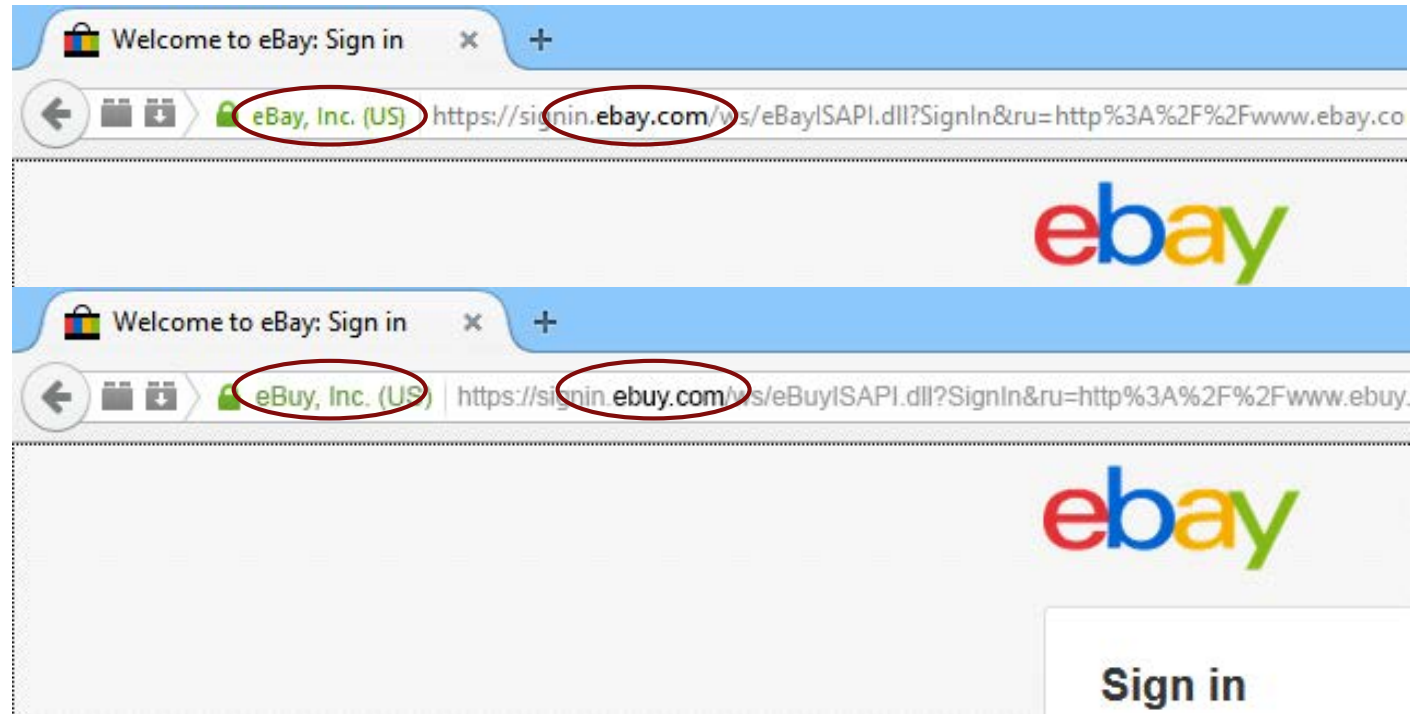 Welcome to eBay: Sign in
eBay, Inc. (US) https://signin.ebay.com/ws/eBayISAPI.dll?SignIn&ru=http%3A%2F%2Fwww.ebay.co
ebay
Welcome to eBay: Sign in
eBuy, Inc. (US) https://signin.ebuy.com/ws/eBuyISAPI.dll?SignIn&ru=http%3A%2F%2Fwww.ebuy.
ebay
Sign in